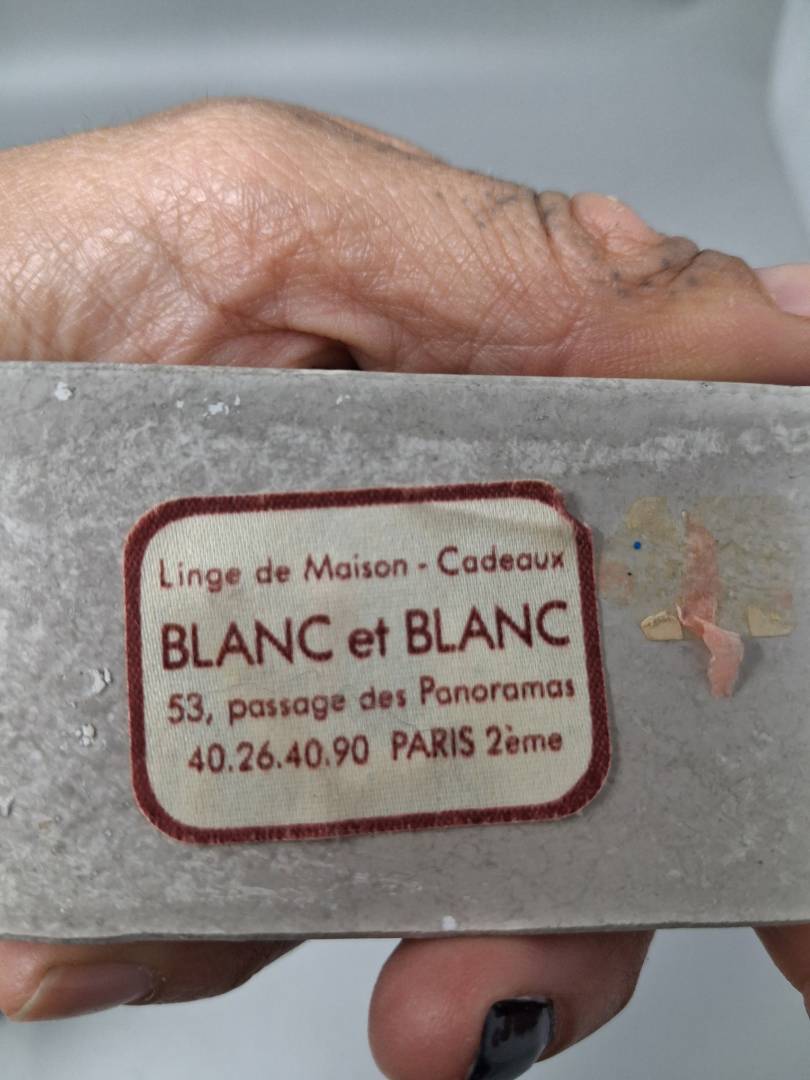 Linge de Maison - Cadeaux
BLANC et BLANC
53, passage des Panoramas
40.26.40.90 PARIS 2ème